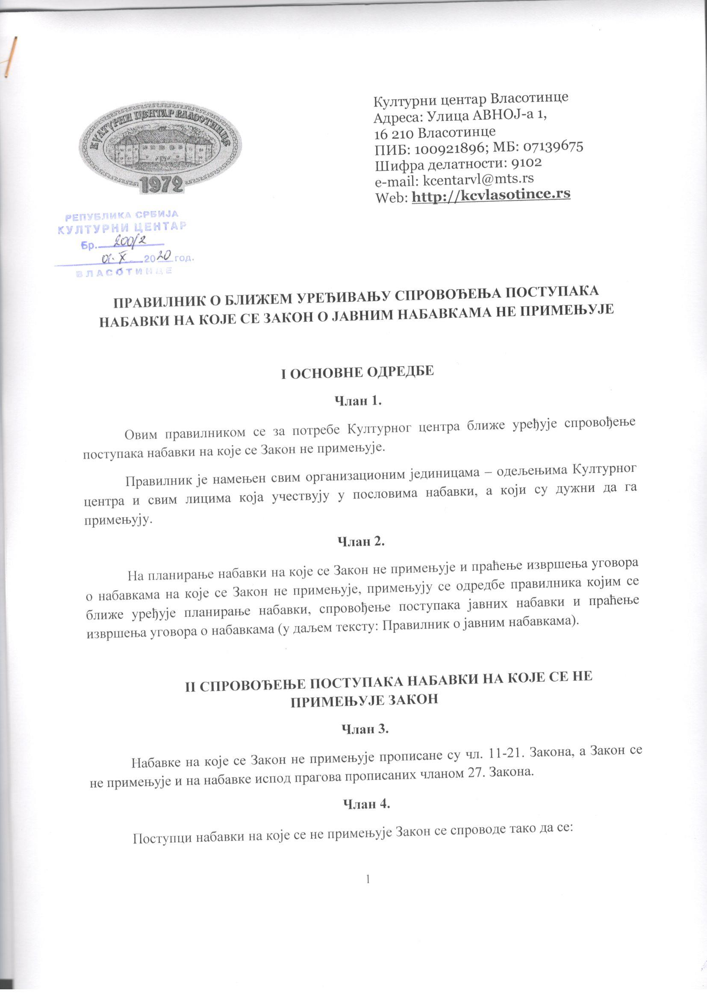 КУЛТУРНИ ЦЕНТАР ВЛАСОТИНЦЕ
1972
Културни центар Власотинце
Адреса: Улица АВНОЈ-а 1,
16 210 Власотинце
ПИБ: 100921896; МБ: 07139675
Шифра делатности: 9102
e-mail: kcentarvl@mts.rs
Web: http://kcvlasotince.rs
РЕПУБЛИКА СРБИЈА
КУЛТУРНИ ЦЕНТАР
Бр. 200/2
01. X 2020 год.
ВЛАСОТИНЦЕ
ПРАВИЛНИК О БЛИЖЕМ УРЕЂИВАЊУ СПРОВОЂЕЊА ПОСТУПАКА
НАБАВКИ НА КОЈЕ СЕ ЗАКОН О ЈАВНИМ НАБАВКАМА НЕ ПРИМЕЊУЈЕ
I ОСНОВНЕ ОДРЕДБЕ
Члан 1.
Овим правилником се за потребе Културног центра ближе уређује спровођење
поступака набавки на које се Закон не примењује.
Правилник је намењен свим организационим јединицама – одељењима Културног
центра и свим лицима која учествују у пословима набавки, а који су дужни да га
примењују.
Члан 2.
На планирање набавки на које се Закон не примењује и праћење извршења уговора
о набавкама на које се Закон не примењује, примењују се одредбе правилника којим се
ближе уређује планирање набавки, спровођење поступака јавних набавки и праћење
извршења уговора о набавкама (у даљем тексту: Правилник о јавним набавкама).
II СПРОВОЂЕЊЕ ПОСТУПАКА НАБАВКИ НА КОЈЕ СЕ НЕ
ПРИМЕЊУЈЕ ЗАКОН
Члан 3.
Набавке на које се Закон не примењује прописане су чл. 11-21. Закона, а Закон се
не примењује и на набавке испод прагова прописаних чланом 27. Закона.
Члан 4.
Поступци набавки на које се не примењује Закон се спроводе тако да се:
1